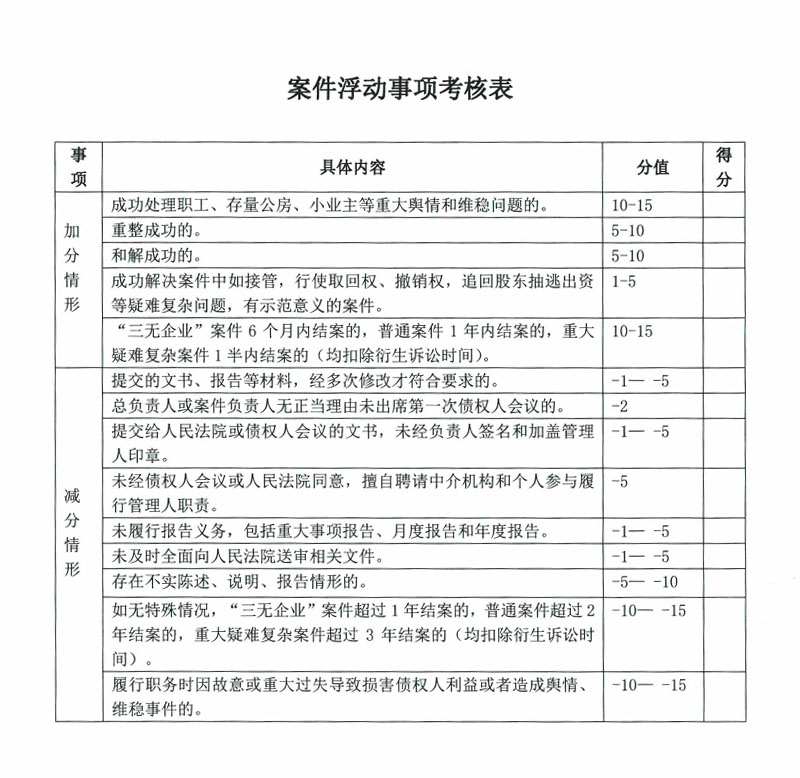 案件浮动事项考核表
事项 具体内容 分值 得分
加分情形
成功处理职工、存量公房、小业主等重大舆情和维稳问题的。 10-15
重整成功的。 5-10
和解成功的。 5-10
成功解决案件中如接管，行使取回权、撤销权，追回股东抽逃出资 1-5
等疑难复杂问题，有示范意义的案件。
“三无企业”案件 6 个月内结案的，普通案件 1 年内结案的，重大 10-15
疑难复杂案件 1 半内结案的（均扣除衍生诉讼时间）。
减分情形
提交的文书、报告等材料，经多次修改才符合要求的。 -1— -5
总负责人或案件负责人无正当理由未出席第一次债权人会议的。 -2
提交给人民法院或债权人会议的文书，未经负责人签名和加盖管理 -1— -5
人印章。
未经债权人会议或人民法院同意，擅自聘请中介机构和个人参与履 -5
行管理人职责。
未履行报告义务，包括重大事项报告、月度报告和年度报告。 -1— -5
未及时全面向人民法院送审相关文件。 -1— -5
存在不实陈述、说明、报告情形的。 -5— -10
如无特殊情况，“三无企业”案件超过 1 年结案的，普通案件超过 2 -10— -15
年结案的，重大疑难复杂案件超过 3 年结案的（均扣除衍生诉讼时
间）。
履行职务时因故意或重大过失导致损害债权人利益或者造成舆情、 -10— -15
维稳事件的。